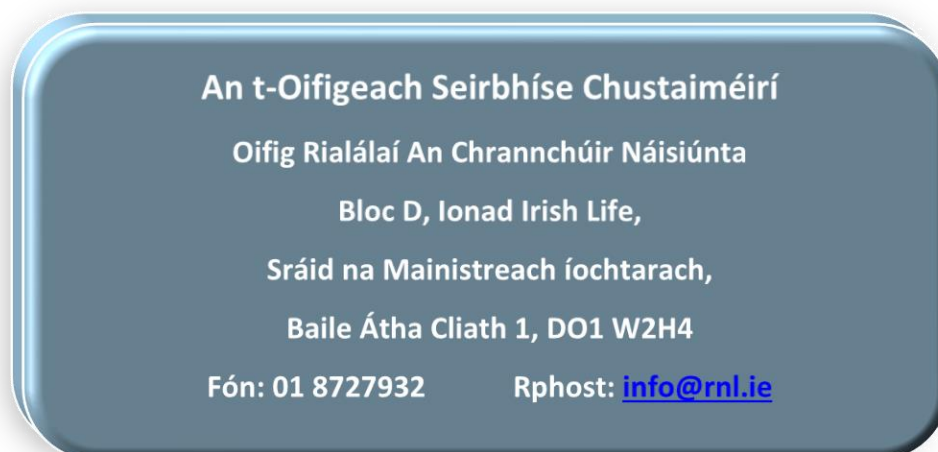 An t-Oifigeach Seirbhíse Chustaiméirí
Oifig Rialálaí An Chrannchúir Náisiúnta
Bloc D, Ionad Irish Life,
Sráid na Mainistreach íochtarach,
Baile Átha Cliath 1, DO1 W2H4
Fón: 01 8727932 Rphost: info@rnl.ie